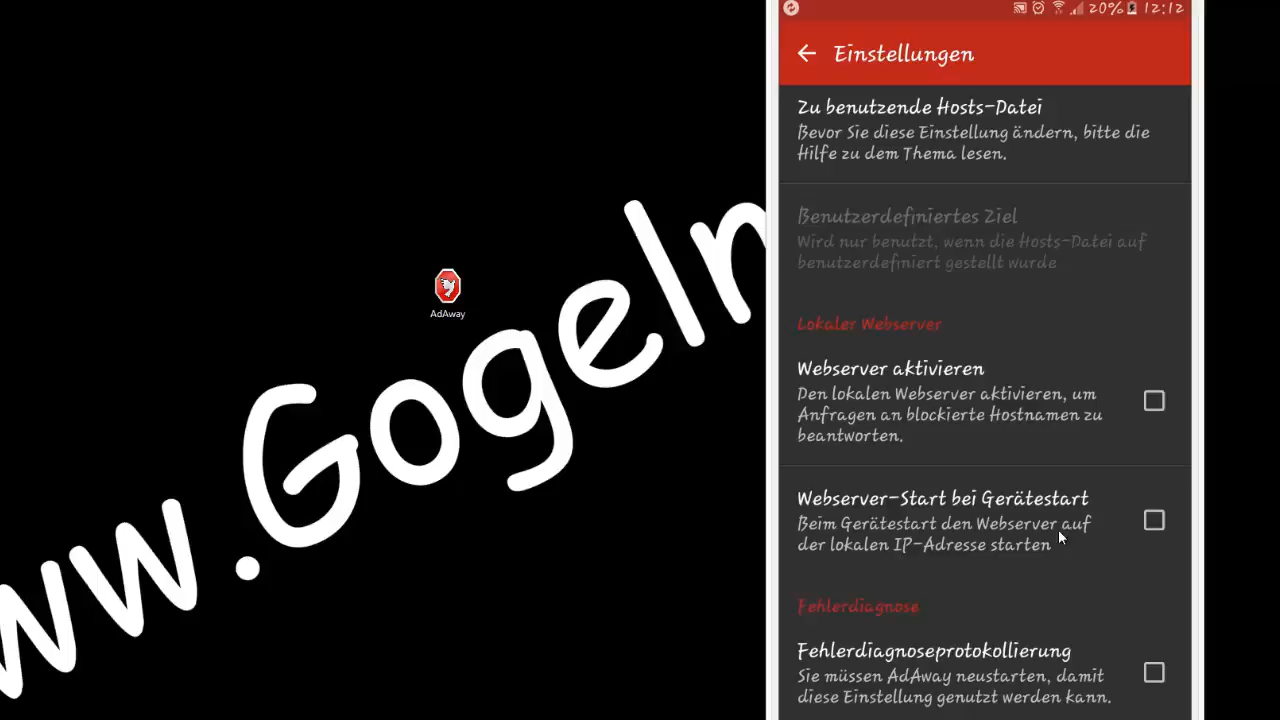 www.Gogeln
AdAway
20% 12:12
Einstellungen
Zu benutzende Hosts-Datei
Bevor Sie diese Einstellung ändern, bitte die
Hilfe zu dem Thema lesen.
Benutzerdefiniertes Ziel
Wird nur benutzt, wenn die Hosts-Datei auf
benutzerdefiniert gestellt wurde
Lokaler Webserver
Webserver aktivieren
Den lokalen Webserver aktivieren, um
Anfragen an blockierte Hostnamen zu
beantworten.
Webserver-Start bei Gerätestart
Beim Gerätestart den Webserver auf
der lokalen IP-Adresse starten
Fehlerdiagnose
Fehlerdiagnoseprotokollierung
Sie müssen AdAway neustarten, damit
diese Einstellung genutzt werden kann.